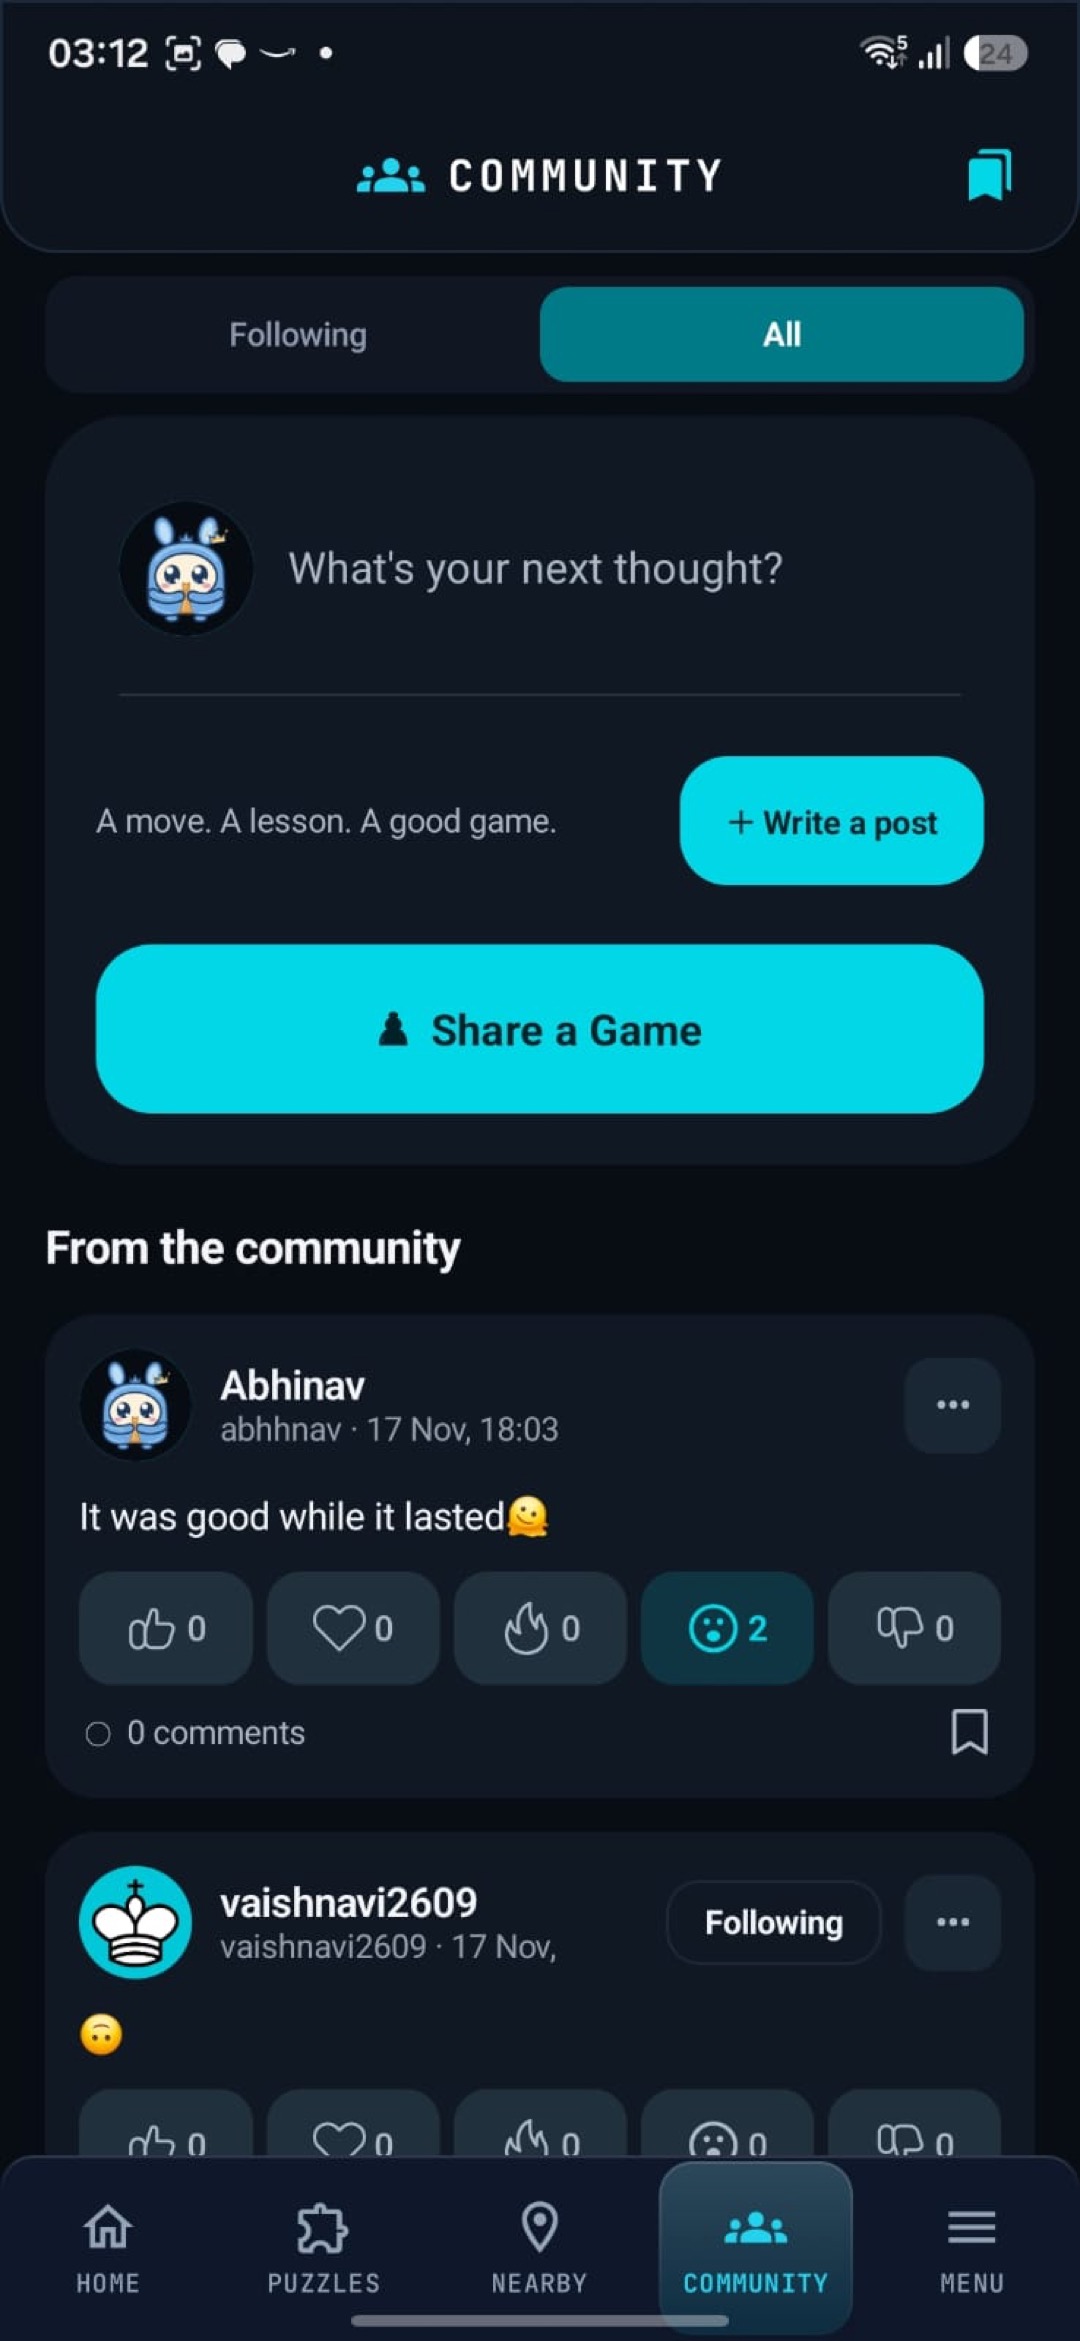 03:12
5
24
COMMUNITY
Following
All
What's your next thought?
A move. A lesson. A good game.
+ Write a post
Share a Game
From the community
Abhinav
abhhnav · 17 Nov, 18:03
It was good while it lasted🫠
0 0 0 2 0
0 comments
vaishnavi2609
vaishnavi2609 · 17 Nov,
Following
🙃
0 0 0 0 0
HOME
PUZZLES
NEARBY
COMMUNITY
MENU